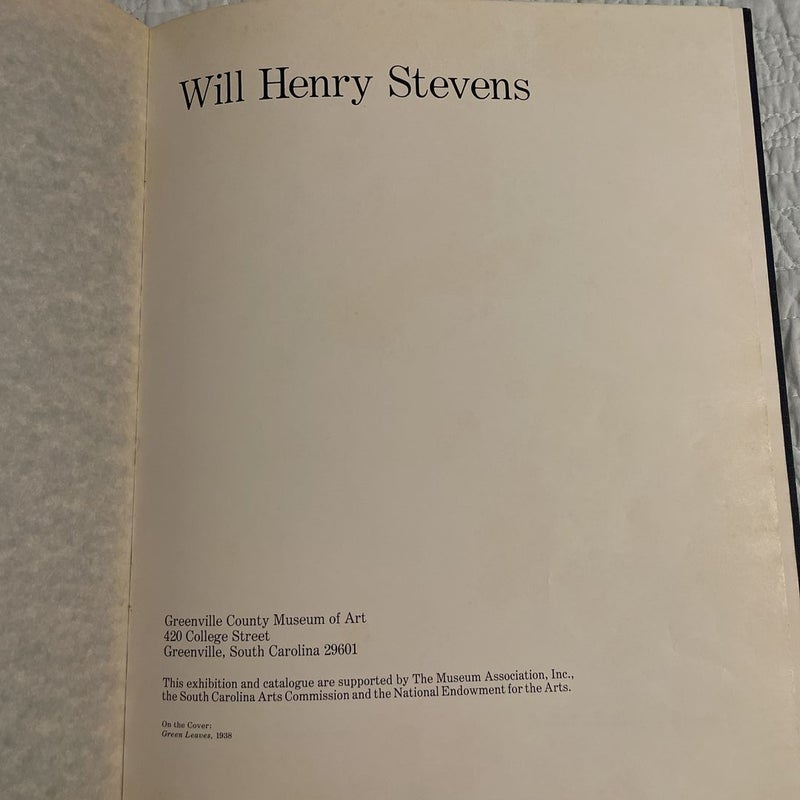 Will Henry Stevens
Greenville County Museum of Art
420 College Street
Greenville, South Carolina 29601
This exhibition and catalogue are supported by The Museum Association, Inc.,
the South Carolina Arts Commission and the National Endowment for the Arts.
On the Cover:
Green Leaves, 1938